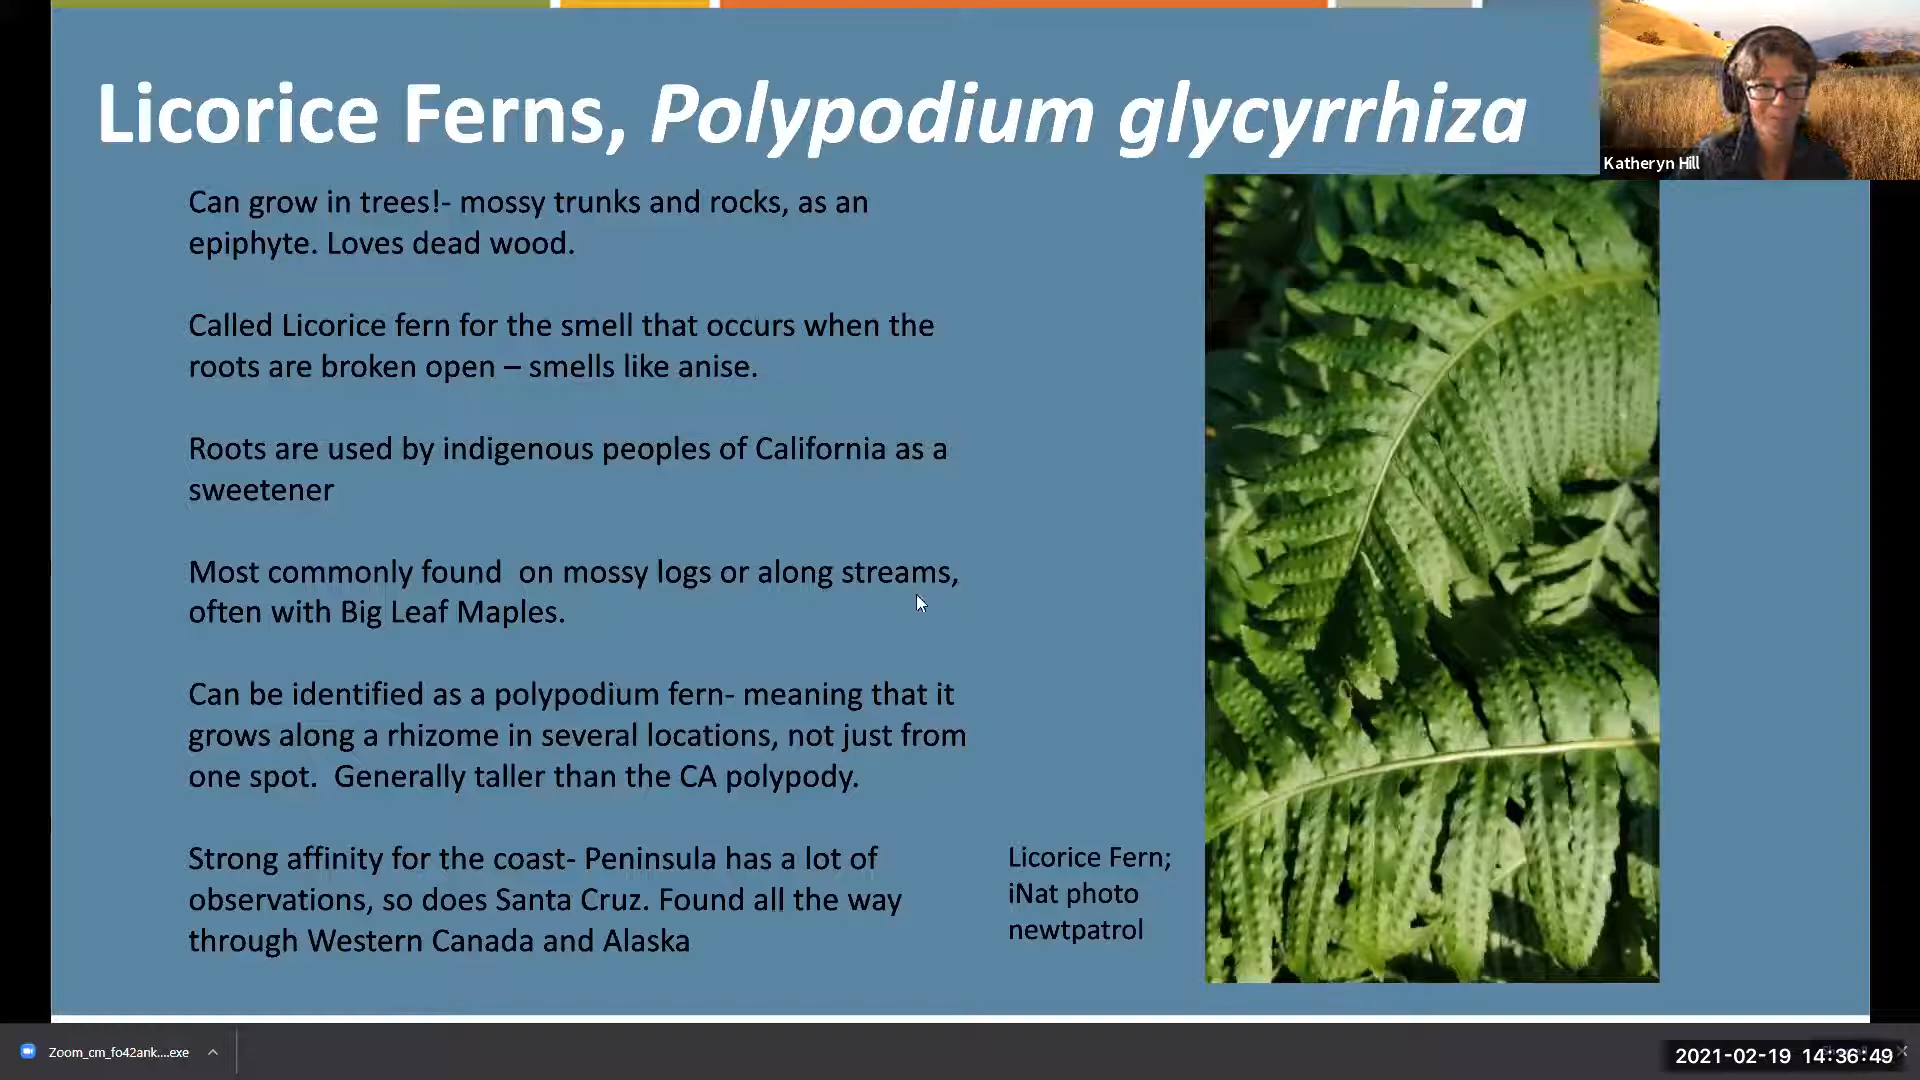 Licorice Ferns, Polypodium glycyrrhiza
Katheryn Hill
Can grow in trees!- mossy trunks and rocks, as an
epiphyte. Loves dead wood.
Called Licorice fern for the smell that occurs when the
roots are broken open – smells like anise.
Roots are used by indigenous peoples of California as a
sweetener
Most commonly found  on mossy logs or along streams,
often with Big Leaf Maples.
Can be identified as a polypodium fern- meaning that it
grows along a rhizome in several locations, not just from
one spot.  Generally taller than the CA polypody.
Strong affinity for the coast- Peninsula has a lot of
observations, so does Santa Cruz. Found all the way
through Western Canada and Alaska
Licorice Fern;
iNat photo
newtpatrol
Zoom_cm_fo42ank....exe
2021-02-19 14:36:49